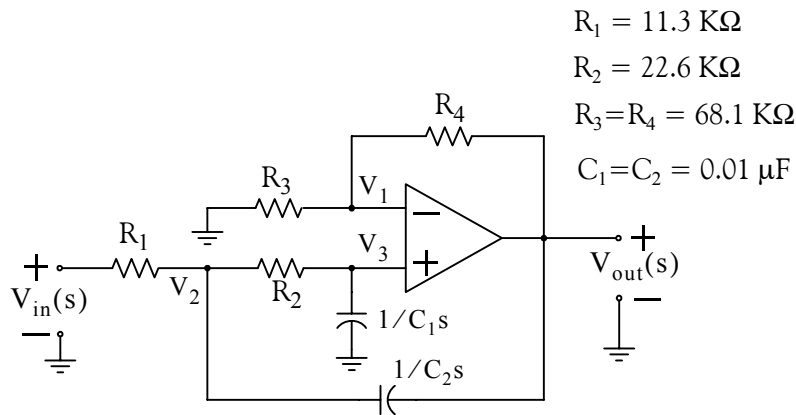 R₁ = 11.3 KΩ
R₂ = 22.6 KΩ
R₃=R₄ = 68.1 KΩ
C₁=C₂ = 0.01 μF
R₄
R₃
V₁
−
R₁
V₃
+
+
+
V₂
R₂
V_out(s)
V_in(s)
−
−
1/C₁s
1/C₂s